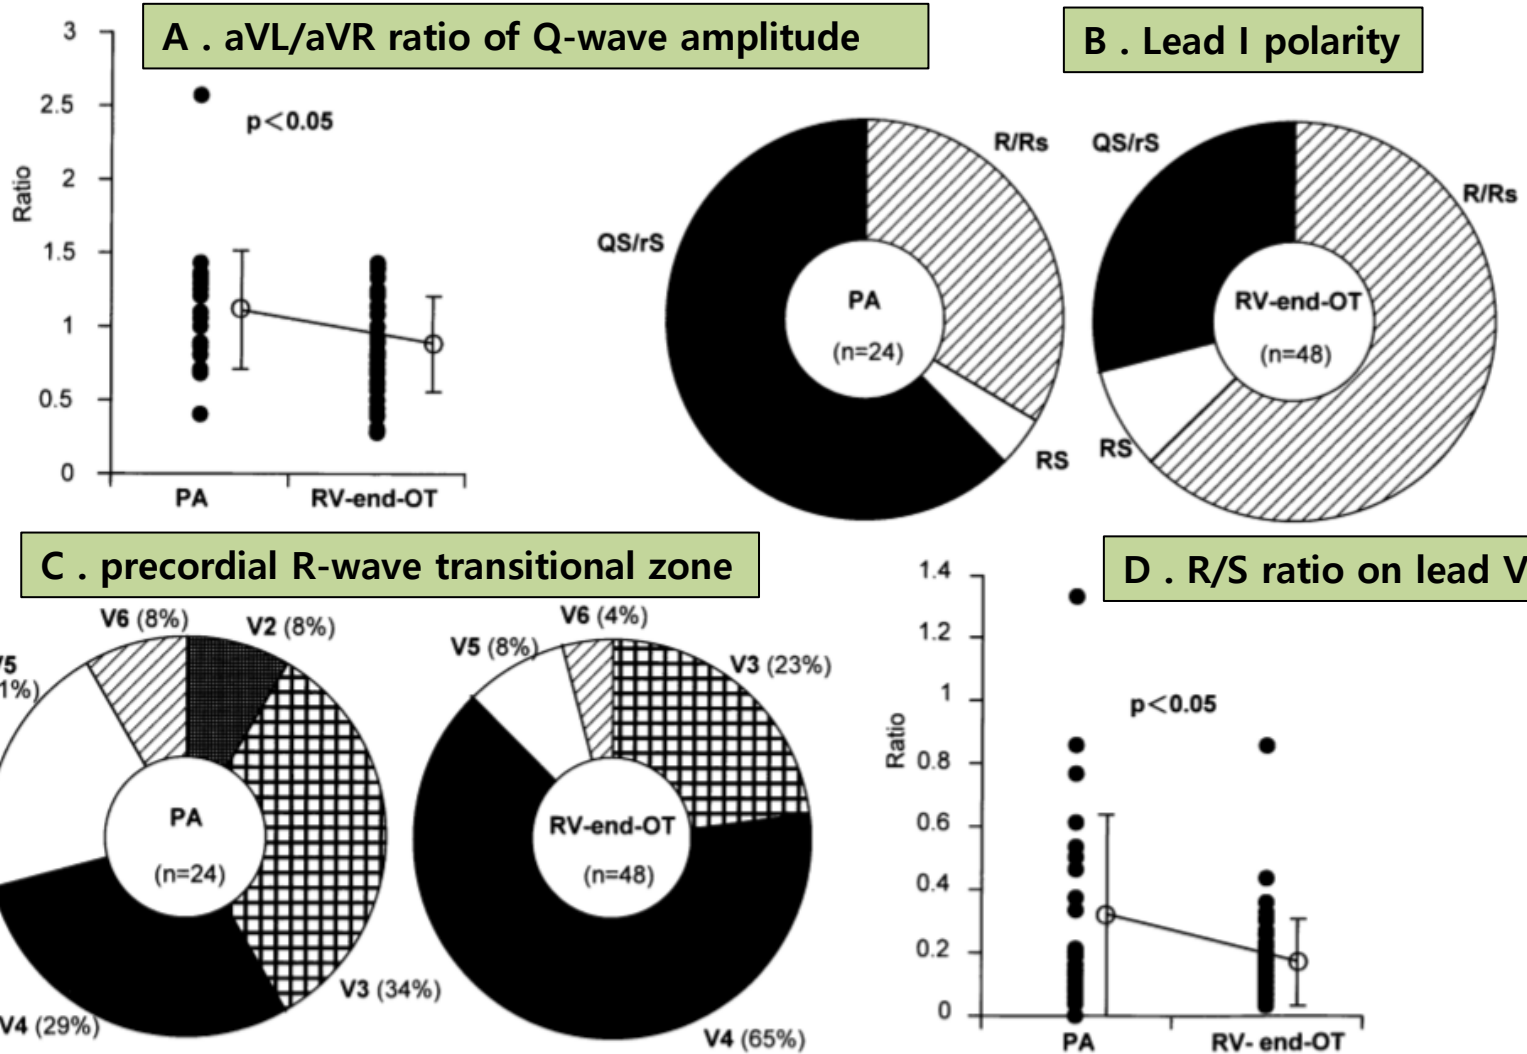 A . aVL/aVR ratio of Q-wave amplitude
3
2.5
2
1.5
1
0.5
0
Ratio
p<0.05
PA
RV-end-OT
B . Lead I polarity
R/Rs
QS/rS
RS
PA
(n=24)
QS/rS
R/Rs
RS
RV-end-OT
(n=48)
C . precordial R-wave transitional zone
V6 (8%)
V2 (8%)
1%)
V3 (34%)
V4 (29%)
PA
(n=24)
V6 (4%)
V5 (8%)
V3 (23%)
V4 (65%)
RV-end-OT
(n=48)
D . R/S ratio on lead V
1.4
1.2
1
0.8
0.6
0.4
0.2
0
Ratio
p<0.05
PA
RV- end-OT